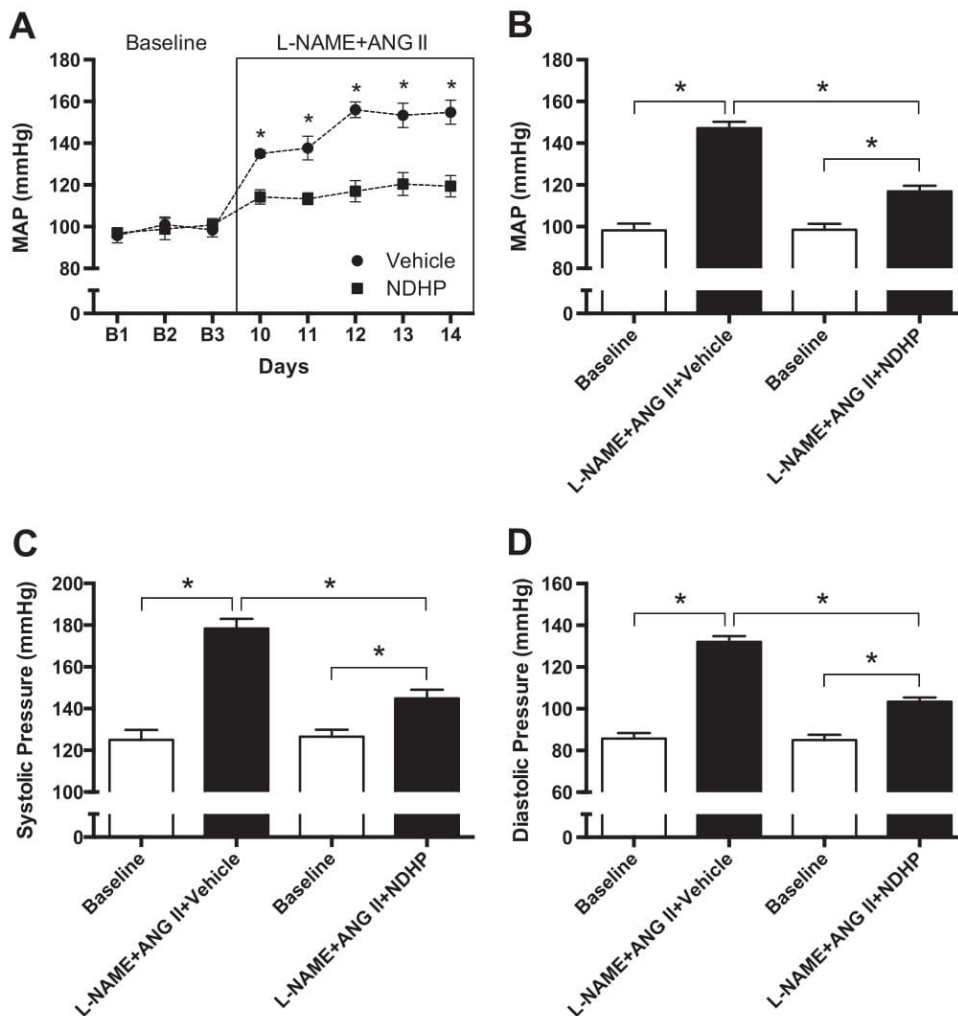 A
Baseline
L-NAME+ANG II
MAP (mmHg)
180
160
140
120
100
80
0
* * * * *
Vehicle
NDHP
B1 B2 B3 10 11 12 13 14
Days
B
MAP (mmHg)
180
160
140
120
100
80
0
* *
*
Baseline
L-NAME+ANG II+Vehicle
Baseline
L-NAME+ANG II+NDHP
C
Systolic Pressure (mmHg)
200
180
160
140
120
100
0
* *
*
Baseline
L-NAME+ANG II+Vehicle
Baseline
L-NAME+ANG II+NDHP
D
Diastolic Pressure (mmHg)
160
140
120
100
80
60
0
* *
*
Baseline
L-NAME+ANG II+Vehicle
Baseline
L-NAME+ANG II+NDHP